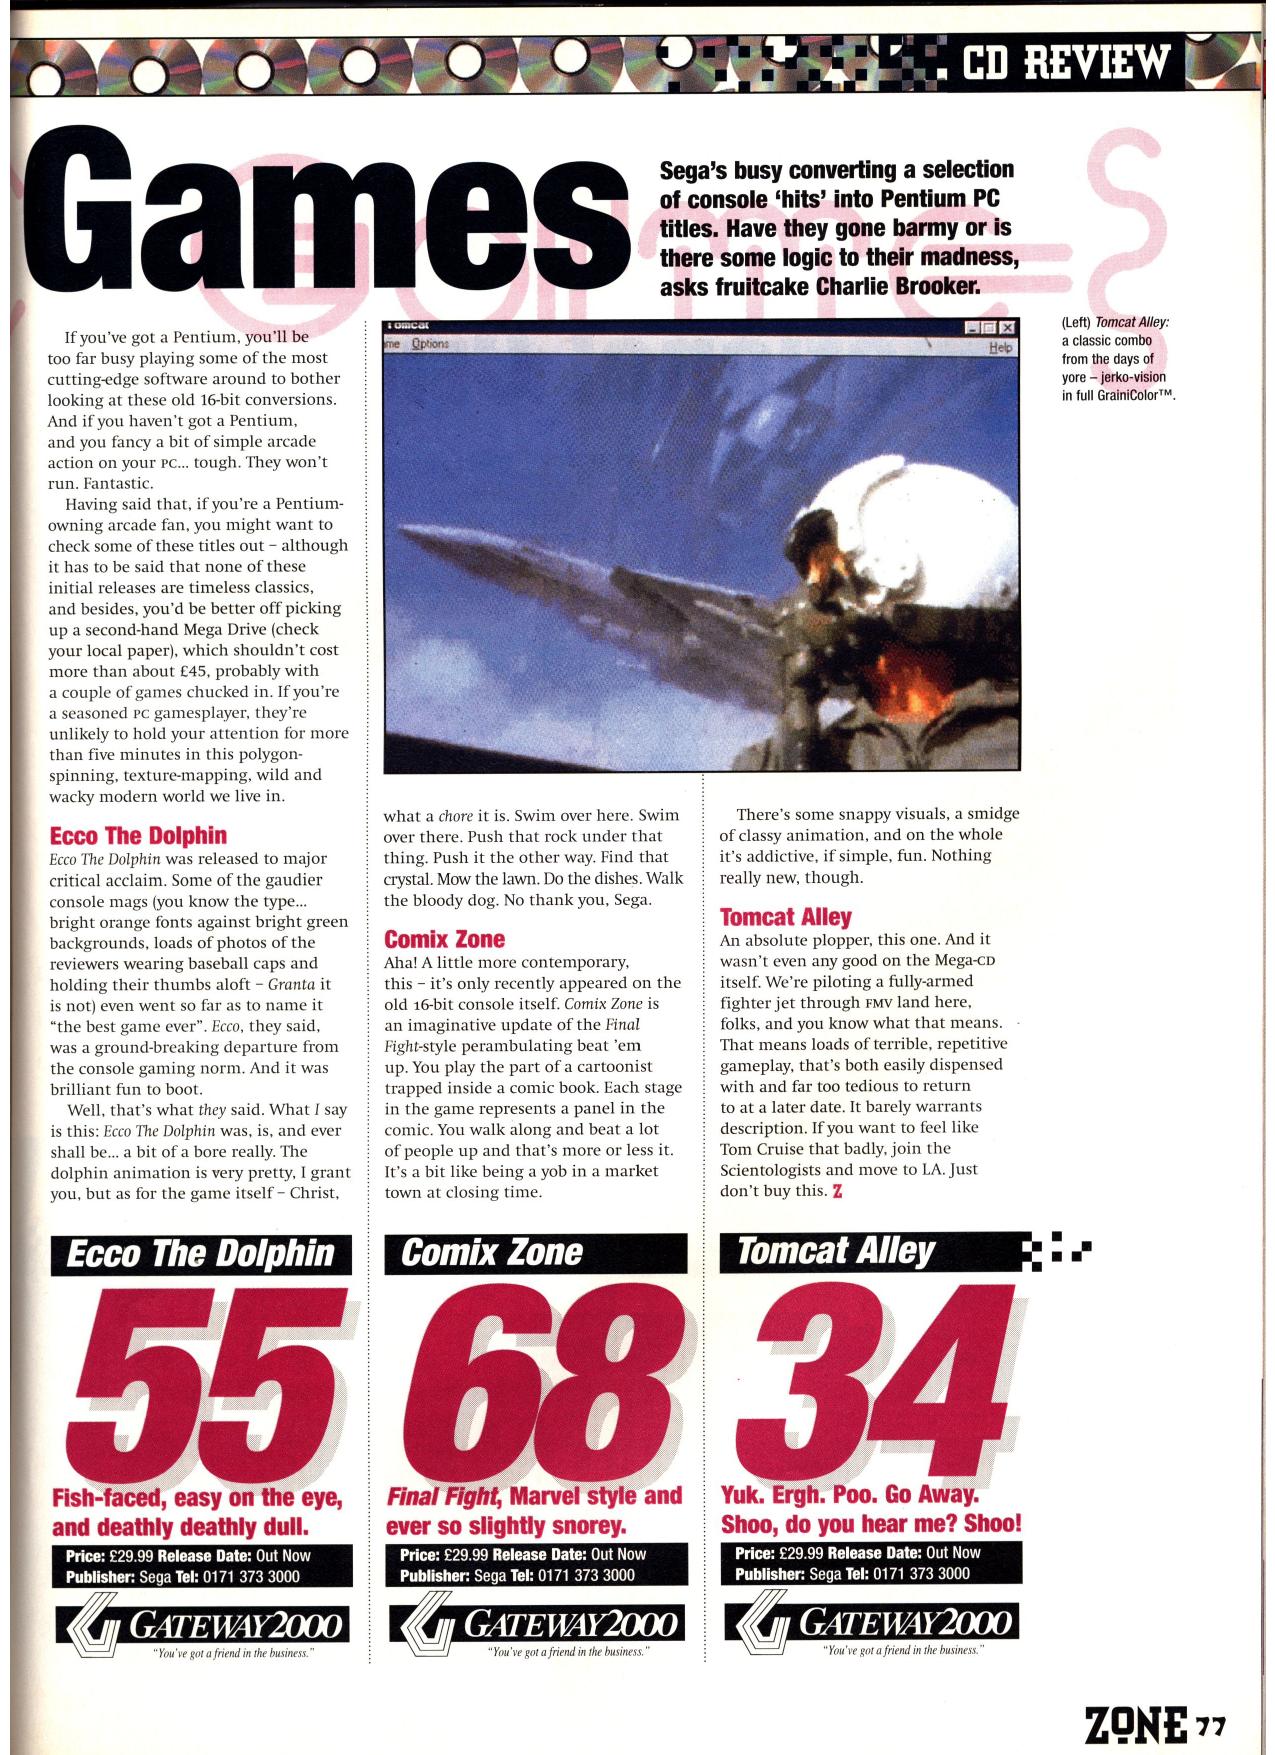 CD REVIEW
Games
Sega's busy converting a selection
of console 'hits' into Pentium PC
titles. Have they gone barmy or is
there some logic to their madness,
asks fruitcake Charlie Brooker.
If you've got a Pentium, you'll be
too far busy playing some of the most
cutting-edge software around to bother
looking at these old 16-bit conversions.
And if you haven't got a Pentium,
and you fancy a bit of simple arcade
action on your PC... tough. They won't
run. Fantastic.
Having said that, if you're a Pentium-
owning arcade fan, you might want to
check some of these titles out – although
it has to be said that none of these
initial releases are timeless classics,
and besides, you'd be better off picking
up a second-hand Mega Drive (check
your local paper), which shouldn't cost
more than about £45, probably with
a couple of games chucked in. If you're
a seasoned PC gamesplayer, they're
unlikely to hold your attention for more
than five minutes in this polygon-
spinning, texture-mapping, wild and
wacky modern world we live in.
Ecco The Dolphin
Ecco The Dolphin was released to major
critical acclaim. Some of the gaudier
console mags (you know the type...
bright orange fonts against bright green
backgrounds, loads of photos of the
reviewers wearing baseball caps and
holding their thumbs aloft – Granta it
is not) even went so far as to name it
"the best game ever". Ecco, they said,
was a ground-breaking departure from
the console gaming norm. And it was
brilliant fun to boot.
Well, that's what they said. What I say
is this: Ecco The Dolphin was, is, and ever
shall be... a bit of a bore really. The
dolphin animation is very pretty, I grant
you, but as for the game itself – Christ,
Tomcat
me Options
Help
(Left) Tomcat Alley:
a classic combo
from the days of
yore – jerko-vision
in full GrainiColor™.
what a chore it is. Swim over here. Swim
over there. Push that rock under that
thing. Push it the other way. Find that
crystal. Mow the lawn. Do the dishes. Walk
the bloody dog. No thank you, Sega.
Comix Zone
Aha! A little more contemporary,
this – it's only recently appeared on the
old 16-bit console itself. Comix Zone is
an imaginative update of the Final
Fight-style perambulating beat 'em
up. You play the part of a cartoonist
trapped inside a comic book. Each stage
in the game represents a panel in the
comic. You walk along and beat a lot
of people up and that's more or less it.
It's a bit like being a yob in a market
town at closing time.
There's some snappy visuals, a smidge
of classy animation, and on the whole
it's addictive, if simple, fun. Nothing
really new, though.
Tomcat Alley
An absolute plopper, this one. And it
wasn't even any good on the Mega-CD
itself. We're piloting a fully-armed
fighter jet through FMV land here,
folks, and you know what that means.
That means loads of terrible, repetitive
gameplay, that's both easily dispensed
with and far too tedious to return
to at a later date. It barely warrants
description. If you want to feel like
Tom Cruise that badly, join the
Scientologists and move to LA. Just
don't buy this. Z
Ecco The Dolphin
55
Fish-faced, easy on the eye,
and deathly deathly dull.
Price: £29.99 Release Date: Out Now
Publisher: Sega Tel: 0171 373 3000
GATEWAY2000
"You've got a friend in the business."
Comix Zone
68
Final Fight, Marvel style and
ever so slightly snorey.
Price: £29.99 Release Date: Out Now
Publisher: Sega Tel: 0171 373 3000
GATEWAY2000
"You've got a friend in the business."
Tomcat Alley
34
Yuk. Ergh. Poo. Go Away.
Shoo, do you hear me? Shoo!
Price: £29.99 Release Date: Out Now
Publisher: Sega Tel: 0171 373 3000
GATEWAY2000
"You've got a friend in the business."
ZONE 77